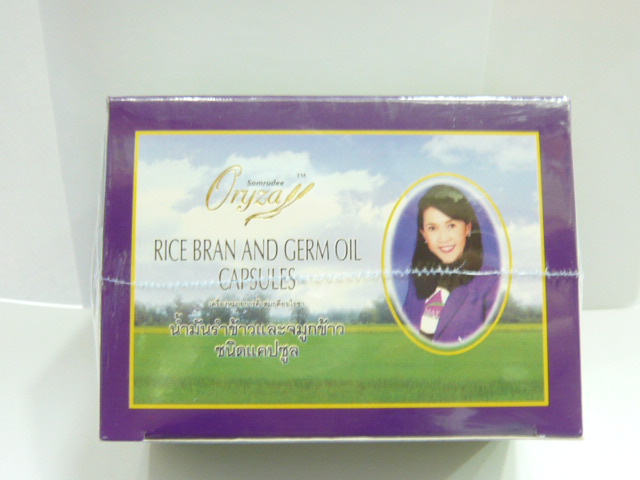 Somrudee
Oryza TM
RICE BRAN AND GERM OIL
CAPSULES
น้ำมันรำข้าวและจมูกข้าว
ชนิดแคปซูล